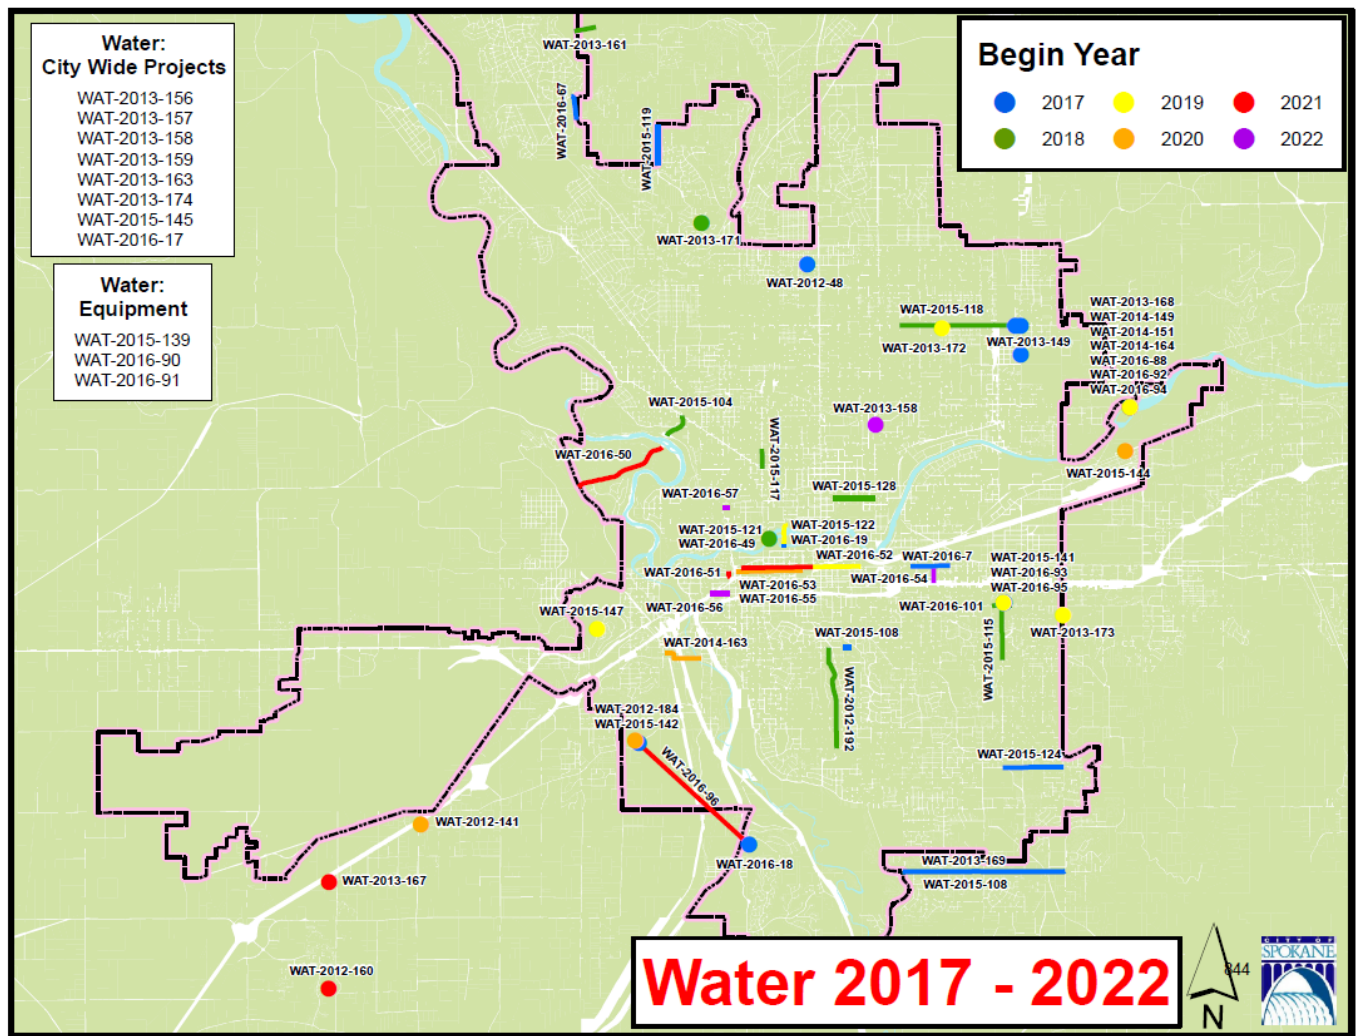 Water:
City Wide Projects
WAT-2013-156
WAT-2013-157
WAT-2013-158
WAT-2013-159
WAT-2013-163
WAT-2013-174
WAT-2015-145
WAT-2016-17
Water:
Equipment
WAT-2015-139
WAT-2016-90
WAT-2016-91
Begin Year
2017 2019 2021
2018 2020 2022
WAT-2013-161
WAT-2016-67
WAT-2015-119
WAT-2013-171
WAT-2012-48
WAT-2015-118
WAT-2013-172
WAT-2013-149
WAT-2013-168
WAT-2014-149
WAT-2014-151
WAT-2014-164
WAT-2016-88
WAT-2016-92
WAT-2016-94
WAT-2015-104
WAT-2013-158
WAT-2016-50
WAT-2015-117
WAT-2015-144
WAT-2016-57
WAT-2015-128
WAT-2015-121
WAT-2016-49
WAT-2015-122
WAT-2016-19
WAT-2016-52
WAT-2016-7
WAT-2015-141
WAT-2016-93
WAT-2016-95
WAT-2016-51
WAT-2016-53
WAT-2016-55
WAT-2016-54
WAT-2016-56
WAT-2016-101
WAT-2015-147
WAT-2013-173
WAT-2015-115
WAT-2014-163
WAT-2015-108
WAT-2012-192
WAT-2012-184
WAT-2015-142
WAT-2016-96
WAT-2015-124
WAT-2012-141
WAT-2016-18
WAT-2013-169
WAT-2015-108
WAT-2013-167
WAT-2012-160
Water 2017 - 2022
844
N
CITY OF
SPOKANE